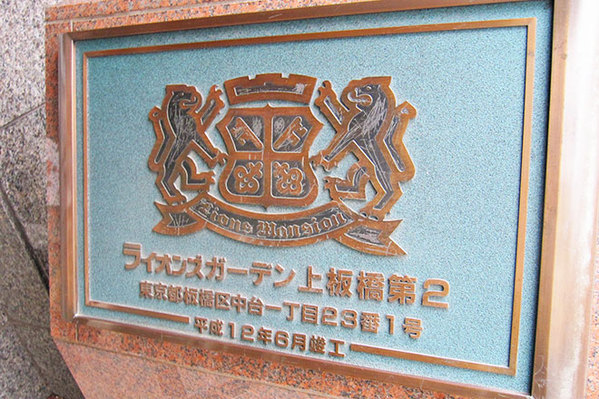 Lions Mansion
ライオンズガーデン上板橋第2
東京都板橋区中台一丁目23番1号
平成12年6月竣工